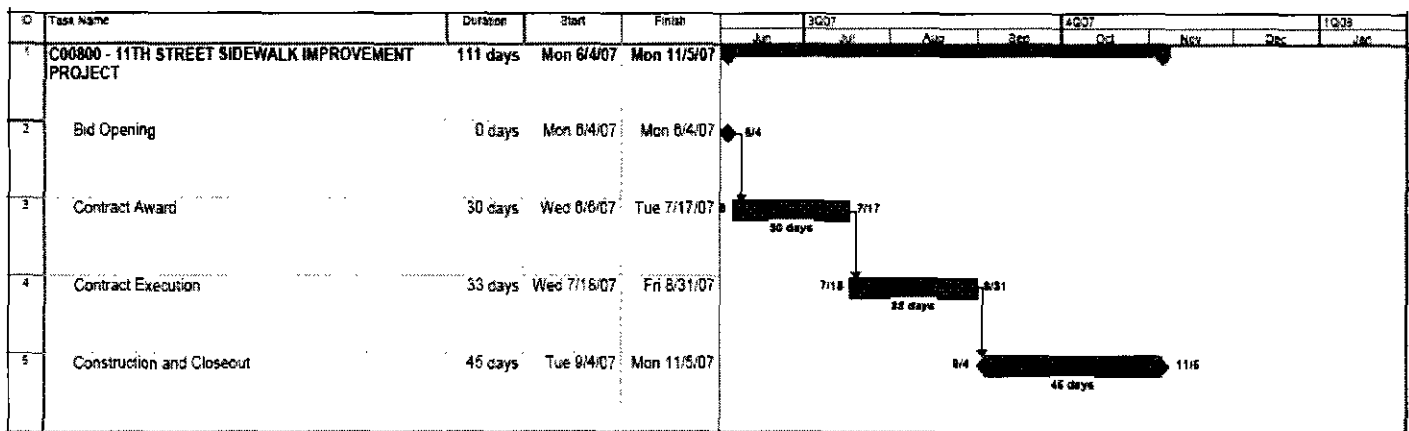 ID Task Name Duration Start Finish 3Q07 4Q07 1Q08
Jun Jul Aug Sep Oct Nov Dec Jan
1 C00800 - 11TH STREET SIDEWALK IMPROVEMENT 111 days Mon 6/4/07 Mon 11/5/07
PROJECT
2 Bid Opening 0 days Mon 6/4/07 Mon 6/4/07 6/4
3 Contract Award 30 days Wed 6/6/07 Tue 7/17/07 7/17
30 days
4 Contract Execution 33 days Wed 7/18/07 Fri 8/31/07 7/18 8/31
33 days
5 Construction and Closeout 45 days Tue 9/4/07 Mon 11/5/07 9/4 11/5
45 days